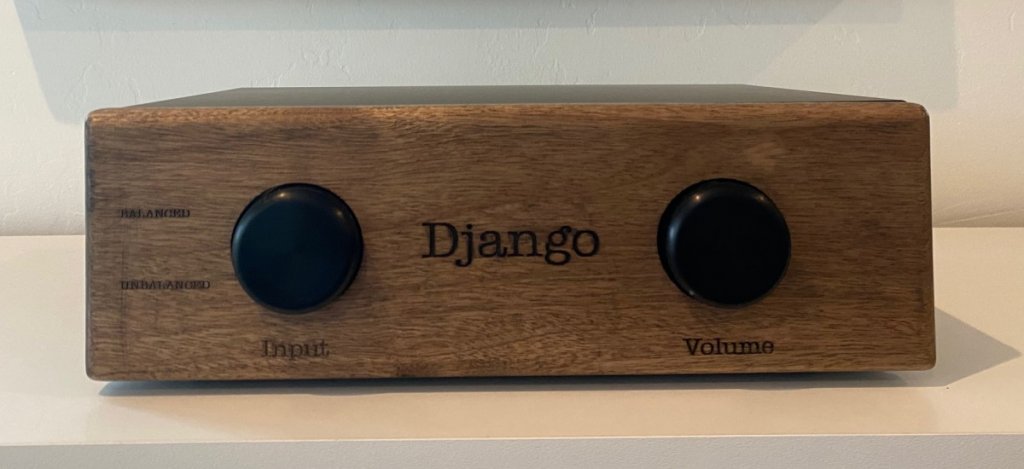 BALANCED
Django
UNBALANCED
Input
Volume